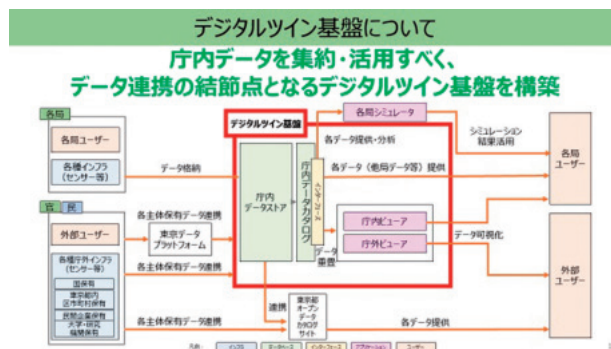 デジタルツイン基盤について
庁内データを集約・活用すべく、
データ連携の結節点となるデジタルツイン基盤を構築
各局
各局ユーザー
各種インフラ
(センサー等)
データ格納
デジタルツイン基盤
庁内
データストア
庁内データカタログ
インターフェース
各局シミュレータ
各データ提供・分析
シミュレーション
結果活用
各データ(他局データ等)提供
各局
ユーザー
官
民
外部ユーザー
各種庁外インフラ
(センサー等)
国保有
東京都内
区市町村保有
民間企業保有
大学・研究
機関保有
各主体保有データ連携
東京データ
プラットフォーム
各主体保有データ連携
各主体保有データ連携
データ
重畳
庁内ビューア
庁外ビューア
データ可視化
外部
ユーザー
連携
東京都
オープン
データ
カタログ
サイト
各データ提供